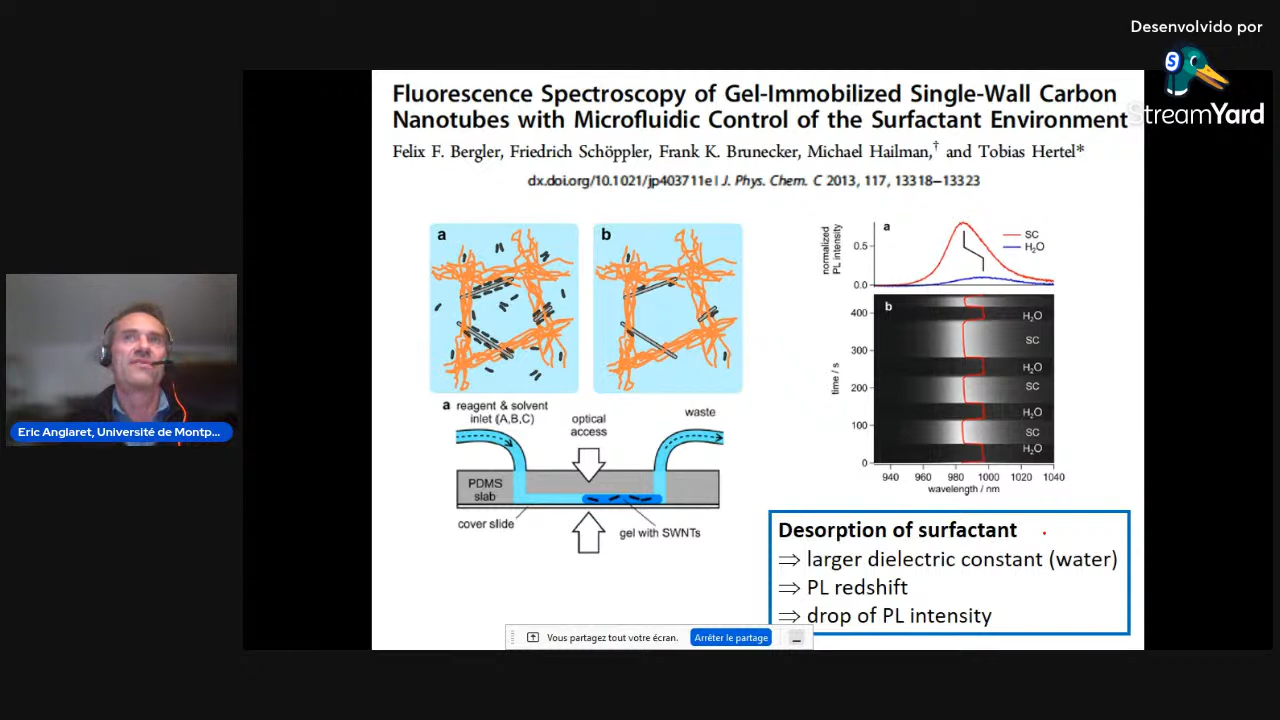 Desenvolvido por
StreamYard
Fluorescence Spectroscopy of Gel-Immobilized Single-Wall Carbon
Nanotubes with Microfluidic Control of the Surfactant Environment
Felix F. Bergler, Friedrich Schöppler, Frank K. Brunecker, Michael Hailman,† and Tobias Hertel*
dx.doi.org/10.1021/jp403711e | J. Phys. Chem. C 2013, 117, 13318−13323
a
b
a reagent & solvent
inlet (A,B,C)
optical
access
waste
PDMS
slab
cover slide
gel with SWNTs
normalized
PL intensity
0.5
0.0
a
SC
H₂O
b
time / s
400
300
200
100
0
H₂O
SC
H₂O
SC
H₂O
SC
H₂O
940 960 980 1000 1020 1040
wavelength / nm
Desorption of surfactant
⇒ larger dielectric constant (water)
⇒ PL redshift
⇒ drop of PL intensity
Eric Anglaret, Université de Montp...
Vous partagez tout votre écran.
Arrêter le partage